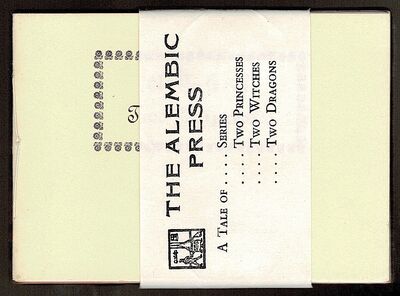 THE ALEMBIC
PRESS
A TALE OF . . . . SERIES
. . . . . TWO PRINCESSES
. . . . . TWO WITCHES
. . . . . TWO DRAGONS